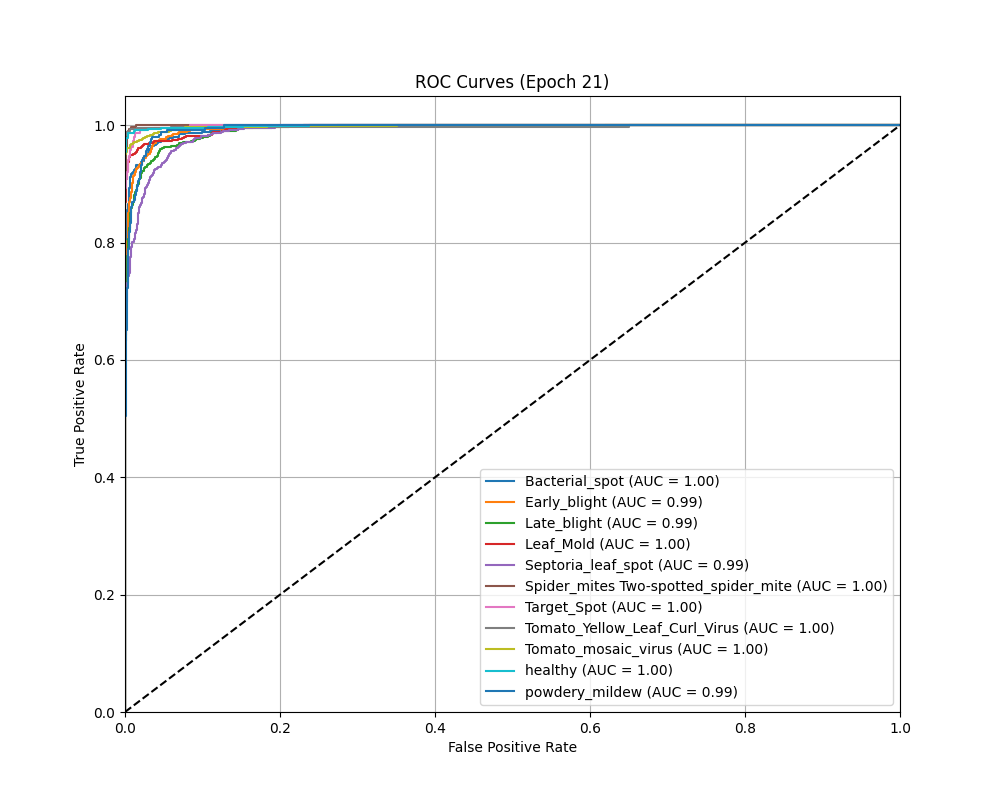 ROC Curves (Epoch 21)
True Positive Rate
1.0
0.8
0.6
0.4
0.2
0.0
Bacterial_spot (AUC = 1.00)
Early_blight (AUC = 0.99)
Late_blight (AUC = 0.99)
Leaf_Mold (AUC = 1.00)
Septoria_leaf_spot (AUC = 0.99)
Spider_mites Two-spotted_spider_mite (AUC = 1.00)
Target_Spot (AUC = 1.00)
Tomato_Yellow_Leaf_Curl_Virus (AUC = 1.00)
Tomato_mosaic_virus (AUC = 1.00)
healthy (AUC = 1.00)
powdery_mildew (AUC = 0.99)
0.0 0.2 0.4 0.6 0.8 1.0
False Positive Rate